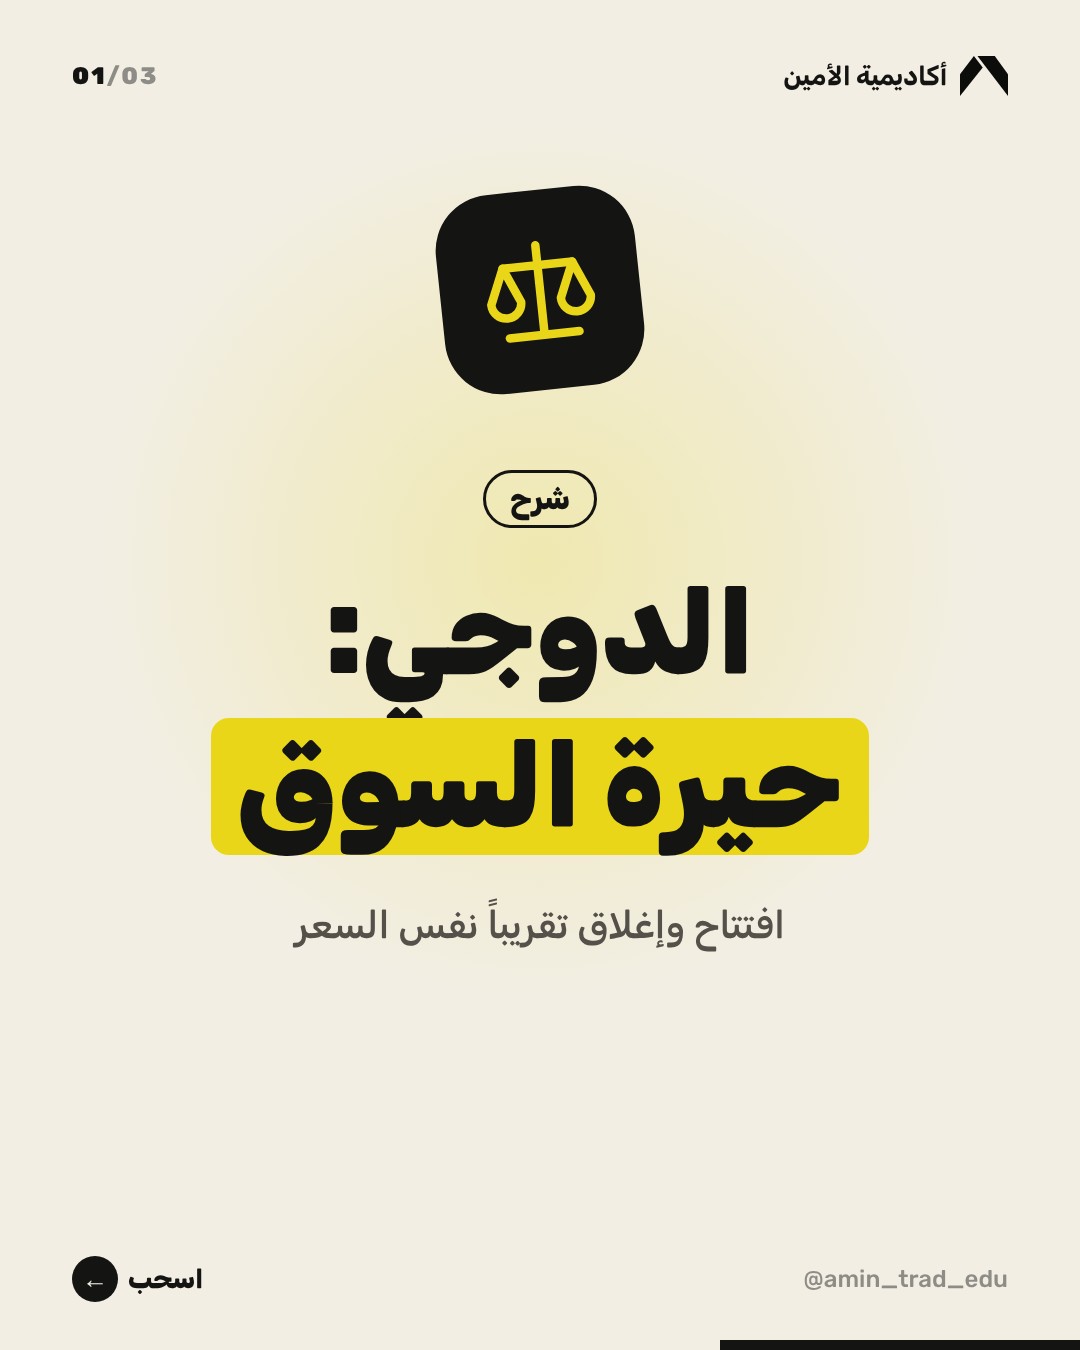 أكاديمية الأمين
01/03
شرح
الدوجي:
حيرة السوق
افتتاح وإغلاق تقريباً نفس السعر
@amin_trad_edu
اسحب ←